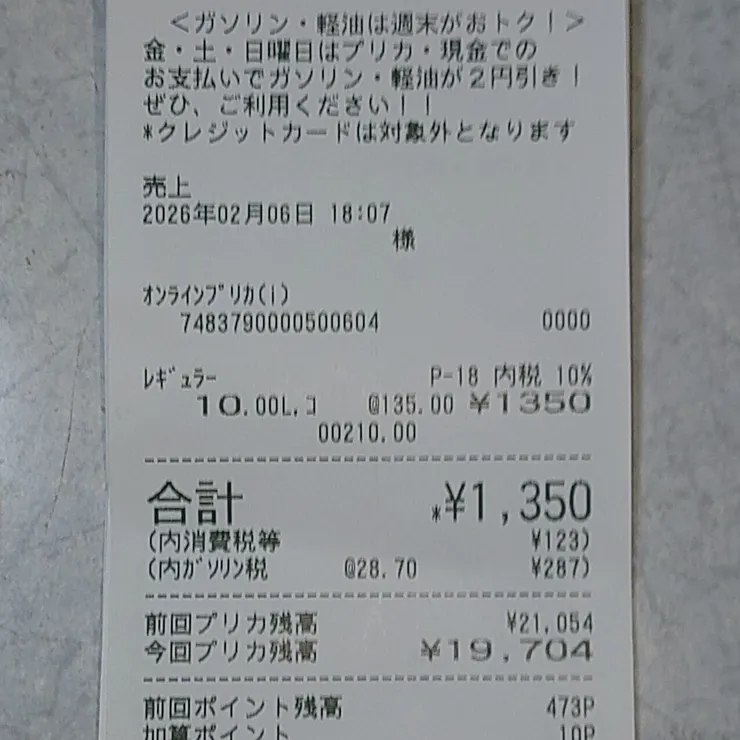 ＜ガソリン・軽油は週末がおトク！＞
金・土・日曜日はプリカ・現金での
お支払いでガソリン・軽油が２円引き！
ぜひ、ご利用ください！！
*クレジットカードは対象外となります
売上
2026年02月06日 18:07
様
ｵﾝﾗｲﾝﾌﾟﾘｶ(i)
7483790000500604 0000
ﾚｷﾞｭﾗｰ P-18 内税 10%
10.00L,ｺ @135.00 ¥1350
00210.00
合計 *¥1,350
(内消費税等 ¥123)
(内ｶﾞｿﾘﾝ税 @28.70 ¥287)
前回プリカ残高 ¥21,054
今回プリカ残高 ¥19,704
前回ポイント残高 473P
加算ポイント 10P